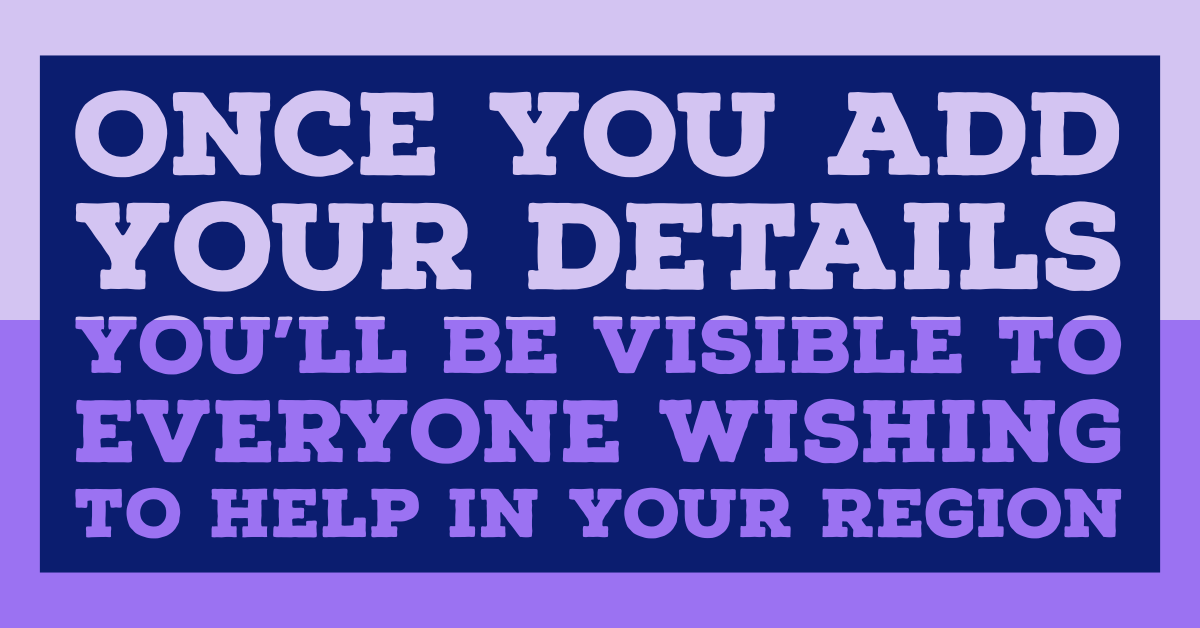 ONCE YOU ADD
YOUR DETAILS
YOU’LL BE VISIBLE TO
EVERYONE WISHING
TO HELP IN YOUR REGION